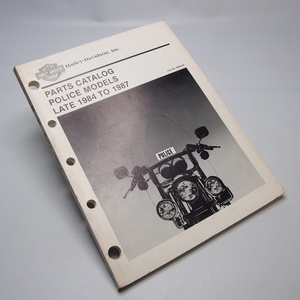 Harley-Davidson, Inc.
PARTS CATALOG
POLICE MODELS
LATE 1984 TO 1987
POLICE